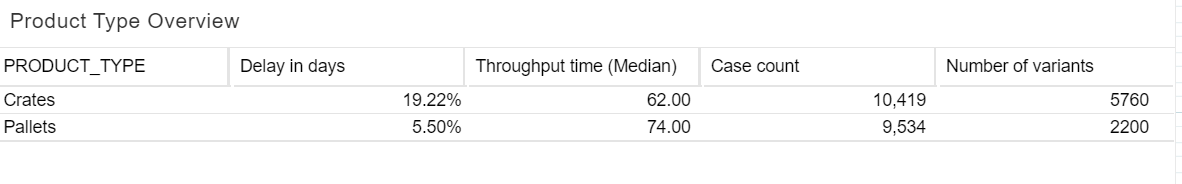 Product Type Overview
PRODUCT_TYPE Delay in days Throughput time (Median) Case count Number of variants
Crates 19.22% 62.00 10,419 5760
Pallets 5.50% 74.00 9,534 2200